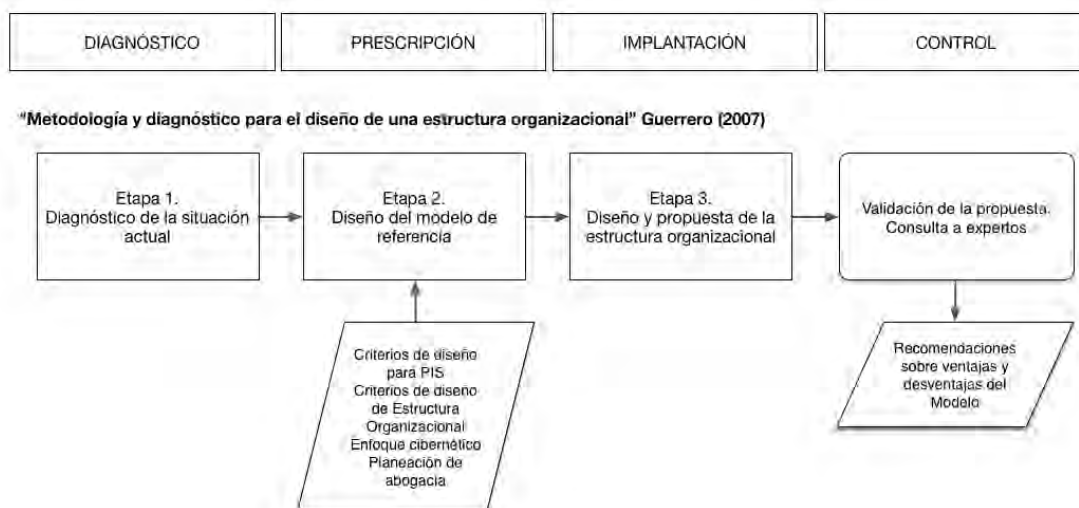 DIAGNÓSTICO
PRESCRIPCIÓN
IMPLANTACIÓN
CONTROL
"Metodología y diagnóstico para el diseño de una estructura organizacional" Guerrero (2007)
Etapa 1.
Diagnóstico de la situación
actual
Etapa 2.
Diseño del modelo de
referencia
Etapa 3.
Diseño y propuesta de la
estructura organizacional
Validación de la propuesta.
Consulta a expertos
Criterios de diseño
para PIS
Criterios de diseño
de Estructura
Organizacional
Enfoque cibernético
Planeación de
abogacía
Recomendaciones
sobre ventajas y
desventajas del
Modelo